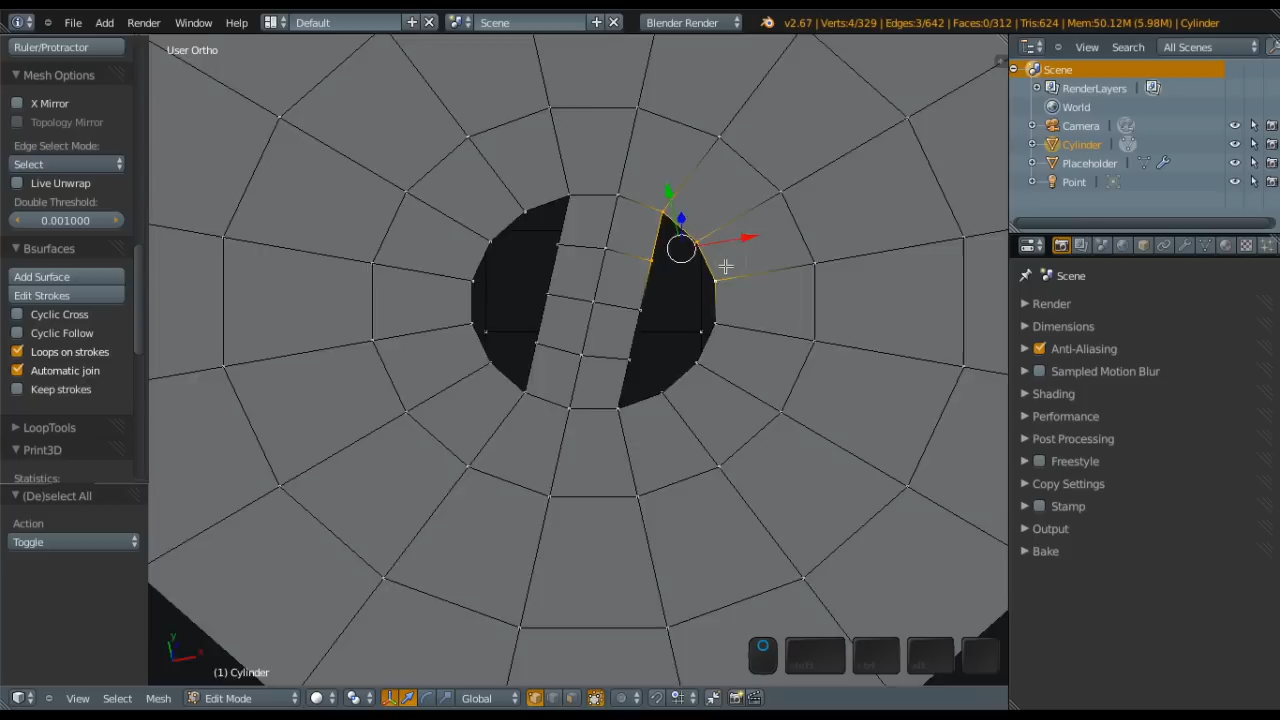 File Add Render Window Help Default Scene Blender Render v2.67 | Verts:4/329 | Edges:3/642 | Faces:0/312 | Tris:624 | Mem:50.12M (5.98M) | Cylinder
Ruler/Protractor
Mesh Options
X Mirror
Topology Mirror
Edge Select Mode:
Select
Live Unwrap
Double Threshold:
0.001000
Bsurfaces
Add Surface
Edit Strokes
Cyclic Cross
Cyclic Follow
Loops on strokes
Automatic join
Keep strokes
LoopTools
Print3D
Statistics:
(De)select All
Action
Toggle
User Ortho
y
x
(1) Cylinder
shift ctrl alt
View Select Mesh Edit Mode Global
View Search All Scenes
Scene
RenderLayers
World
Camera
Cylinder
Placeholder
Point
Scene
Render
Dimensions
Anti-Aliasing
Sampled Motion Blur
Shading
Performance
Post Processing
Freestyle
Copy Settings
Stamp
Output
Bake